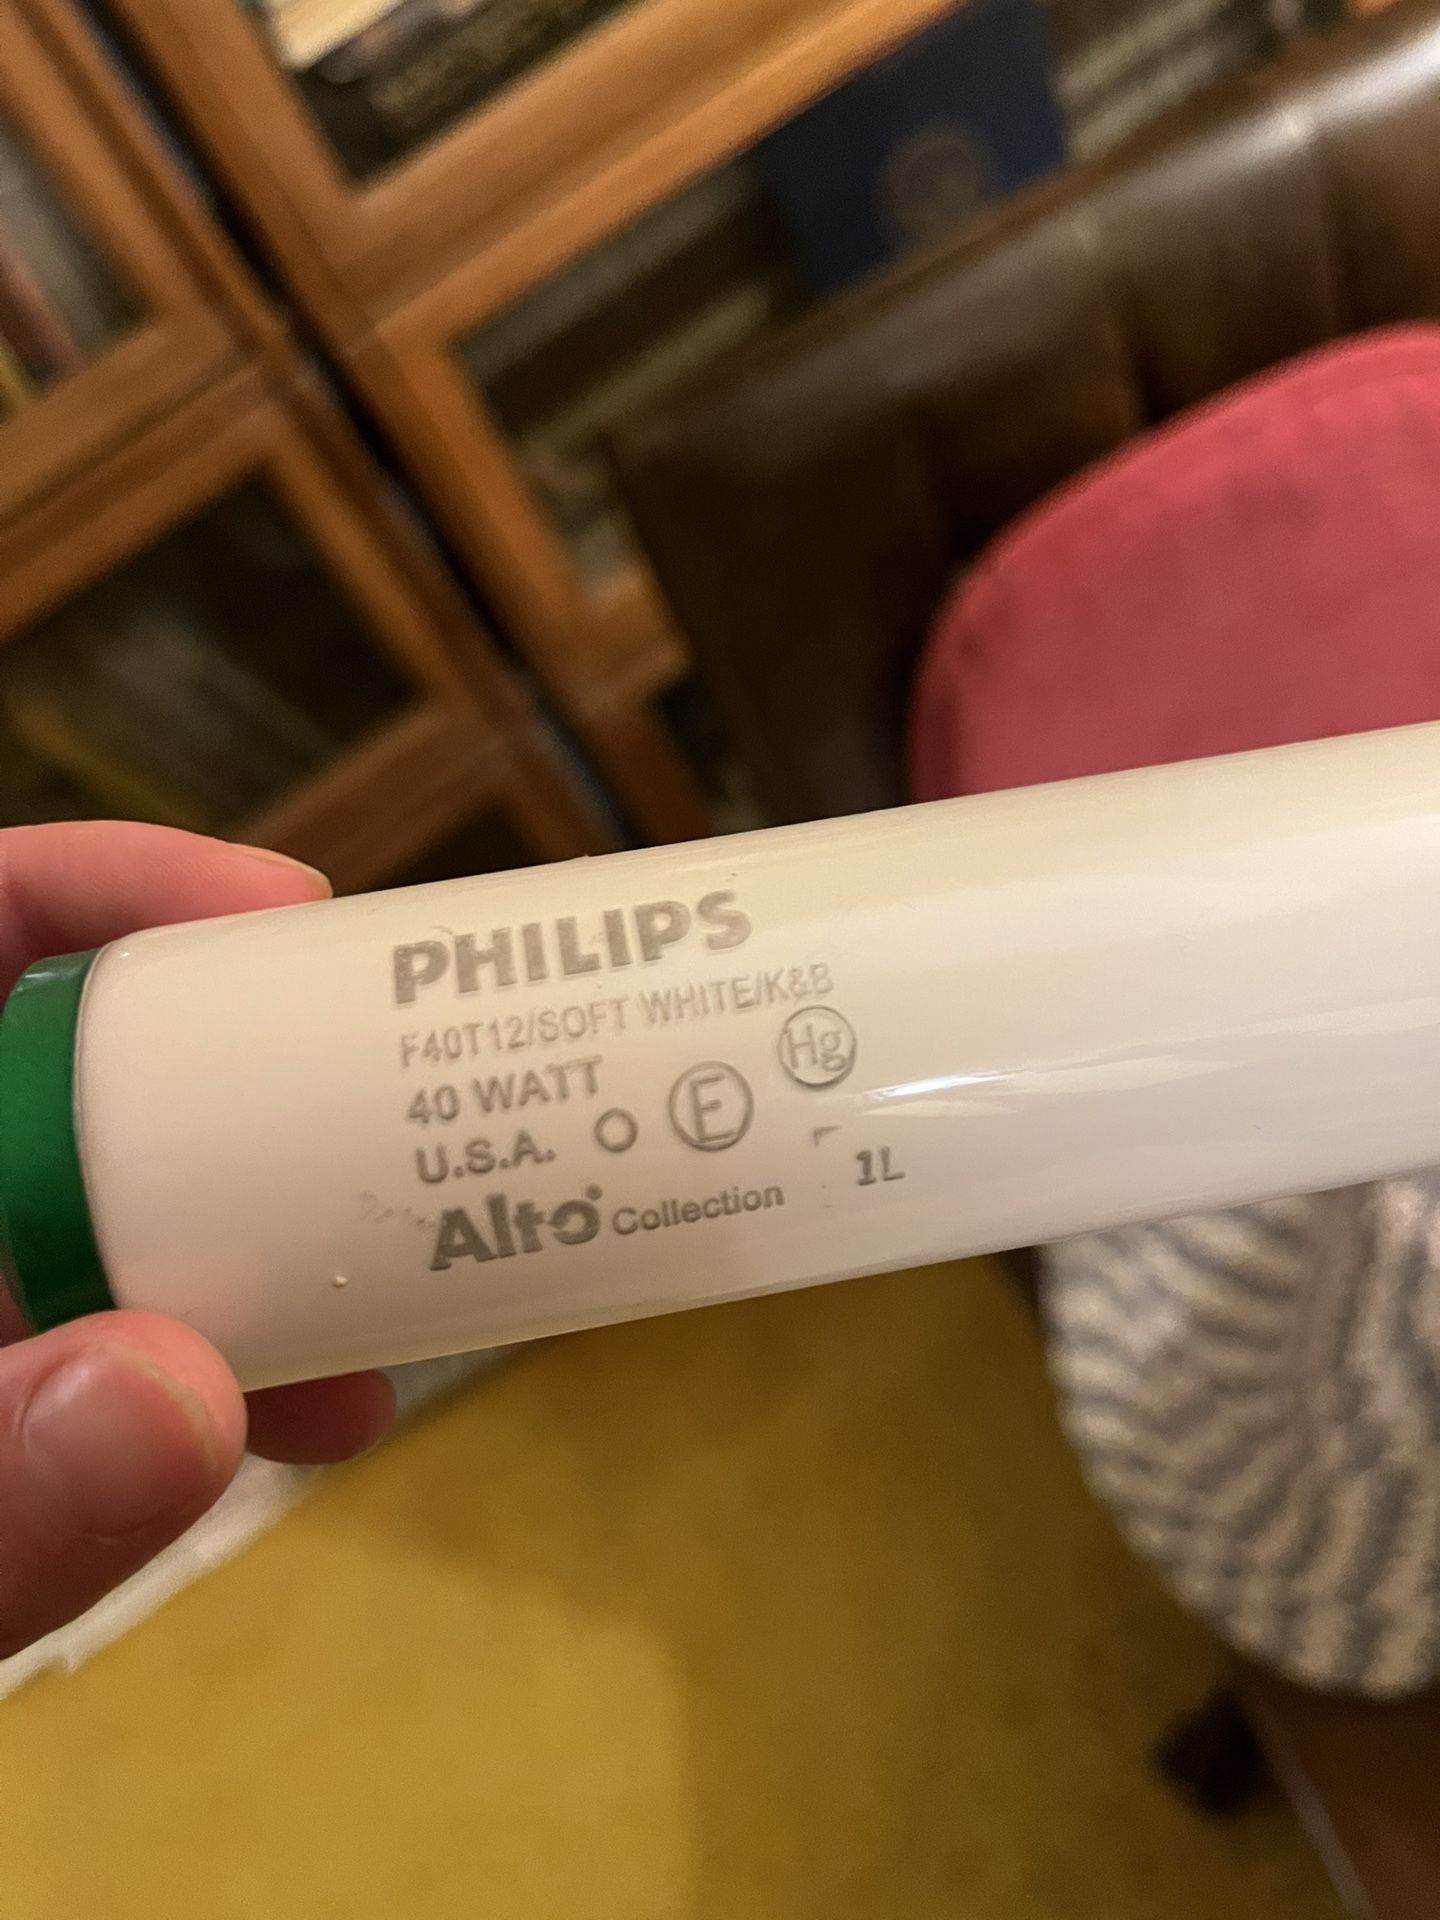 PHILIPS
F40T12/SOFT WHITE/K&B
40 WATT
Hg
U.S.A. E
Alto® Collection 1L